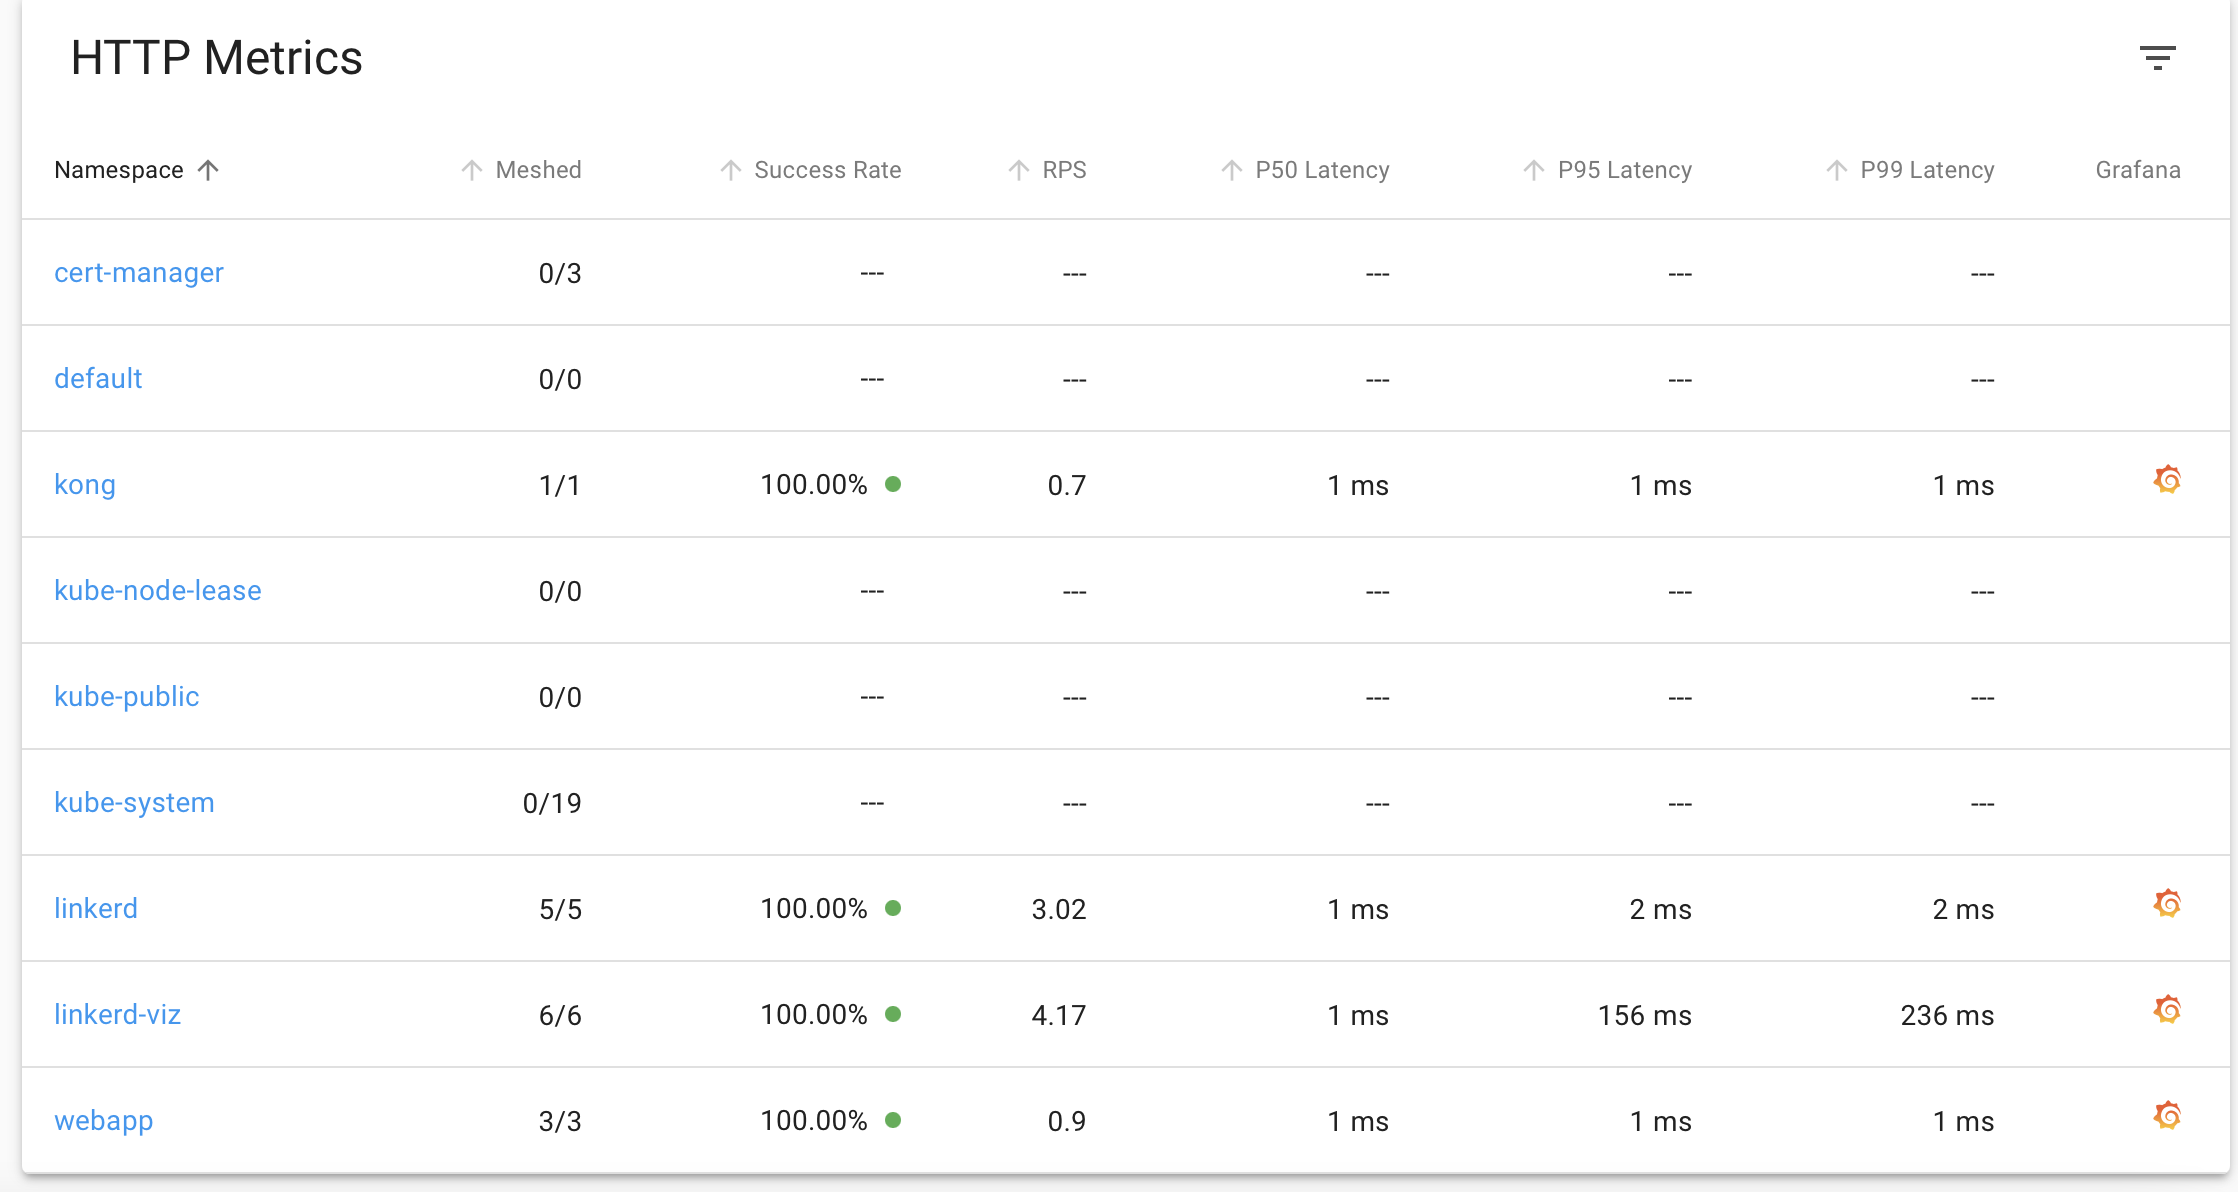 HTTP Metrics
Namespace Meshed Success Rate RPS P50 Latency P95 Latency P99 Latency Grafana
cert-manager 0/3 --- --- --- --- ---
default 0/0 --- --- --- --- ---
kong 1/1 100.00% 0.7 1 ms 1 ms 1 ms
kube-node-lease 0/0 --- --- --- --- ---
kube-public 0/0 --- --- --- --- ---
kube-system 0/19 --- --- --- --- ---
linkerd 5/5 100.00% 3.02 1 ms 2 ms 2 ms
linkerd-viz 6/6 100.00% 4.17 1 ms 156 ms 236 ms
webapp 3/3 100.00% 0.9 1 ms 1 ms 1 ms